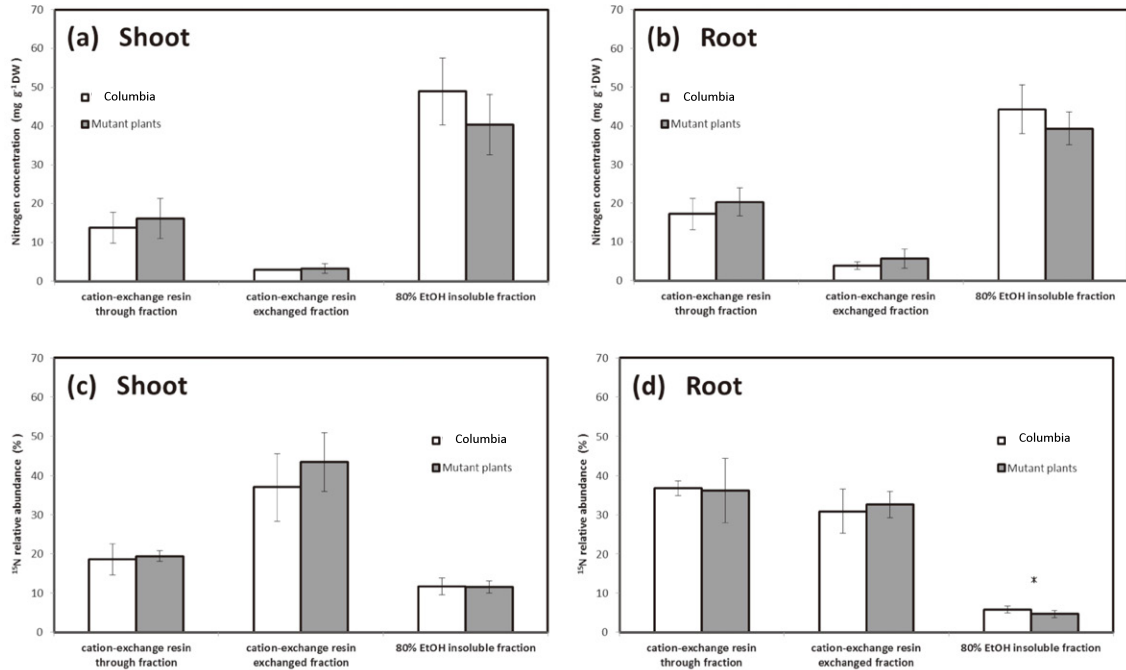 (a) Shoot
Nitrogen concentration (mg g-1DW)
70
60
50
40
30
20
10
0
Columbia
Mutant plants
cation-exchange resin
through fraction
cation-exchange resin
exchanged fraction
80% EtOH insoluble fraction
(b) Root
Nitrogen concentration (mg g-1DW)
70
60
50
40
30
20
10
0
Columbia
Mutant plants
cation-exchange resin
through fraction
cation-exchange resin
exchanged fraction
80% EtOH insoluble fraction
(c) Shoot
15N relative abundance (%)
70
60
50
40
30
20
10
0
Columbia
Mutant plants
cation-exchange resin
through fraction
cation-exchange resin
exchanged fraction
80% EtOH insoluble fraction
(d) Root
15N relative abundance (%)
70
60
50
40
30
20
10
0
Columbia
Mutant plants
*
cation-exchange resin
through fraction
cation-exchange resin
exchanged fraction
80% EtOH insoluble fraction